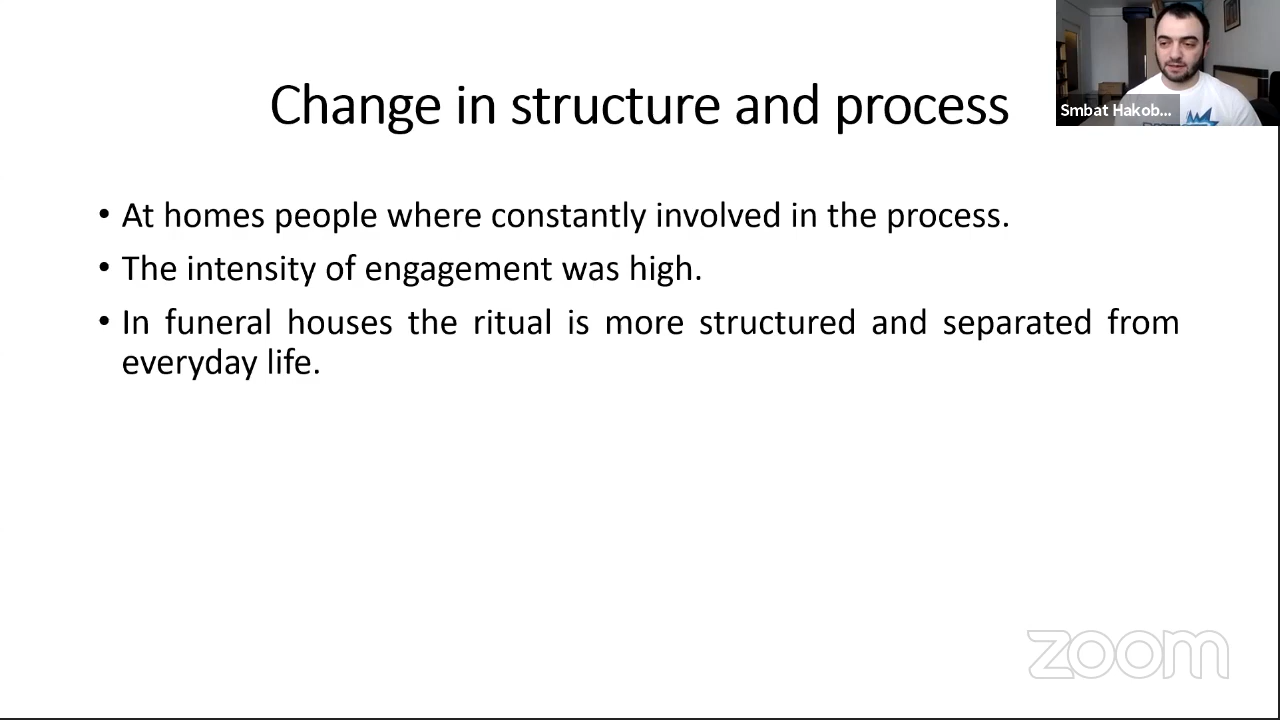 Change in structure and process
Smbat Hakob...
• At homes people where constantly involved in the process.
• The intensity of engagement was high.
• In funeral houses the ritual is more structured and separated from
everyday life.
zoom